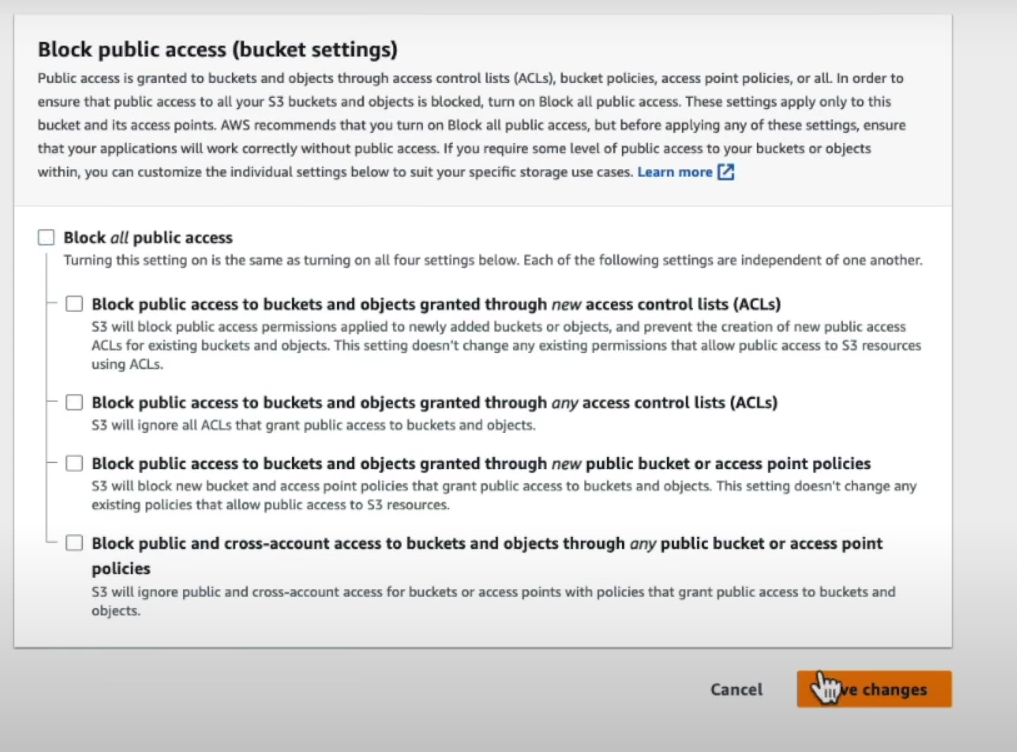 Block public access (bucket settings)
Public access is granted to buckets and objects through access control lists (ACLs), bucket policies, access point policies, or all. In order to
ensure that public access to all your S3 buckets and objects is blocked, turn on Block all public access. These settings apply only to this
bucket and its access points. AWS recommends that you turn on Block all public access, but before applying any of these settings, ensure
that your applications will work correctly without public access. If you require some level of public access to your buckets or objects
within, you can customize the individual settings below to suit your specific storage use cases. Learn more
Block all public access
Turning this setting on is the same as turning on all four settings below. Each of the following settings are independent of one another.
Block public access to buckets and objects granted through new access control lists (ACLs)
S3 will block public access permissions applied to newly added buckets or objects, and prevent the creation of new public access
ACLs for existing buckets and objects. This setting doesn't change any existing permissions that allow public access to S3 resources
using ACLs.
Block public access to buckets and objects granted through any access control lists (ACLs)
S3 will ignore all ACLs that grant public access to buckets and objects.
Block public access to buckets and objects granted through new public bucket or access point policies
S3 will block new bucket and access point policies that grant public access to buckets and objects. This setting doesn't change any
existing policies that allow public access to S3 resources.
Block public and cross-account access to buckets and objects through any public bucket or access point
policies
S3 will ignore public and cross-account access for buckets or access points with policies that grant public access to buckets and
objects.
Cancel
changes